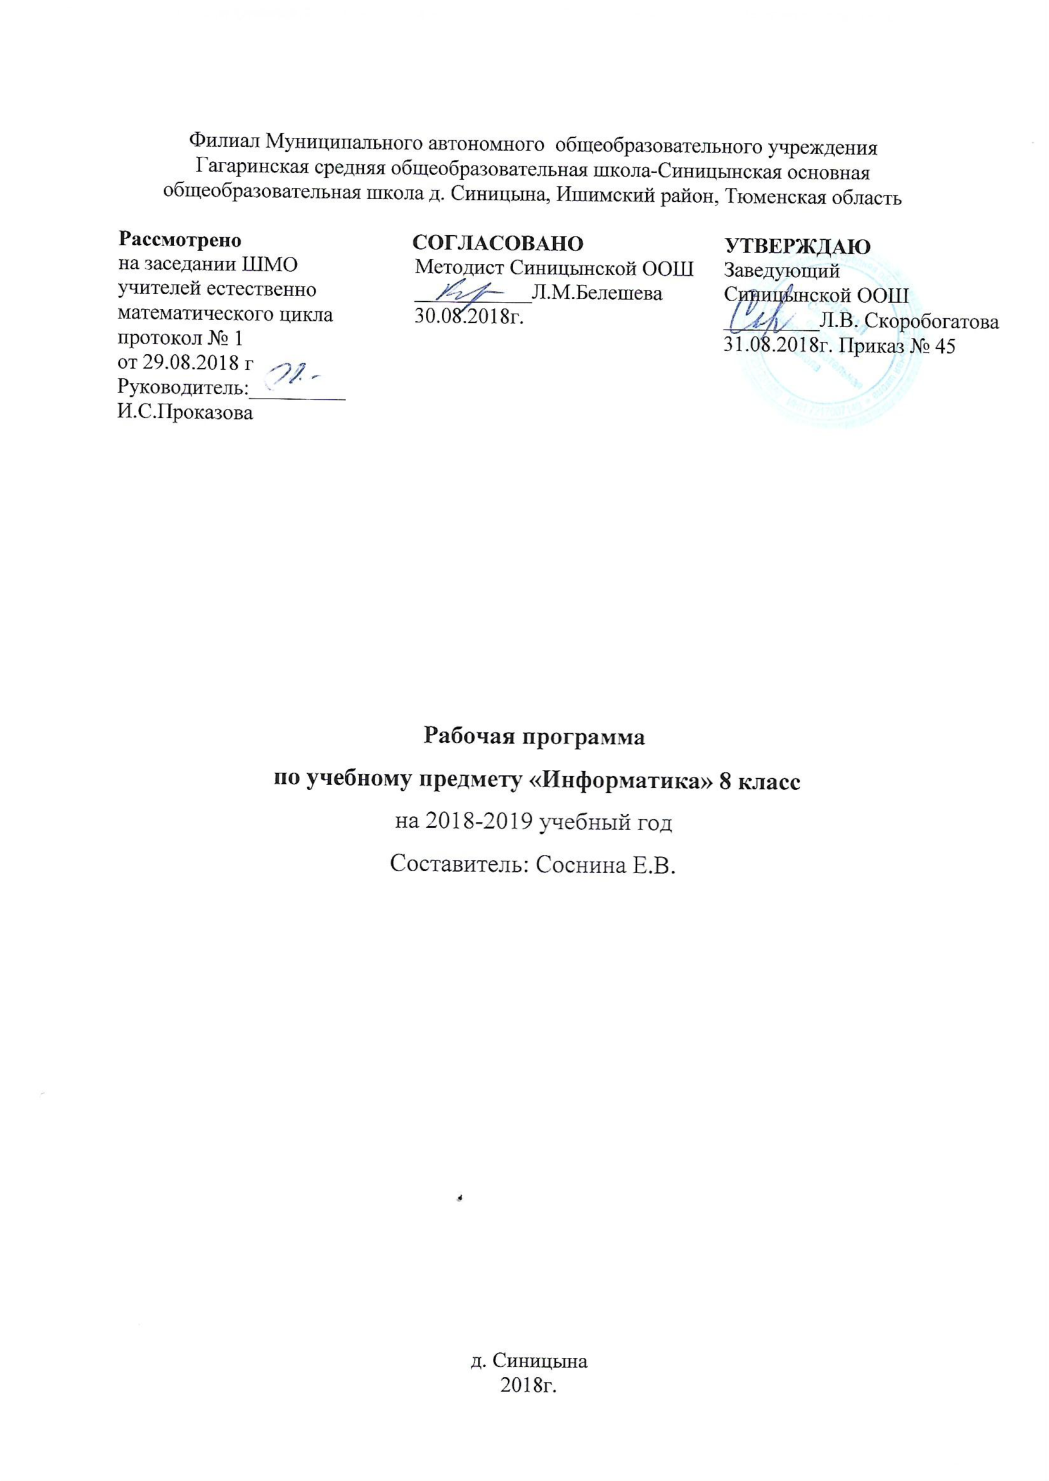 Филиал Муниципального автономного общеобразовательного учреждения
Гагаринская средняя общеобразовательная школа-Синицынская основная
общеобразовательная школа д. Синицына, Ишимский район, Тюменская область
Рассмотрено
на заседании ШМО
учителей естественно
математического цикла
протокол № 1
от 29.08.2018 г
Руководитель:_________
И.С.Проказова
СОГЛАСОВАНО
Методист Синицынской ООШ
___________Л.М.Белешева
30.08.2018г.
УТВЕРЖДАЮ
Заведующий
Синицынской ООШ
_________Л.В. Скоробогатова
31.08.2018г. Приказ № 45
Рабочая программа
по учебному предмету «Информатика» 8 класс
на 2018-2019 учебный год
Составитель: Соснина Е.В.
д. Синицына
2018г.